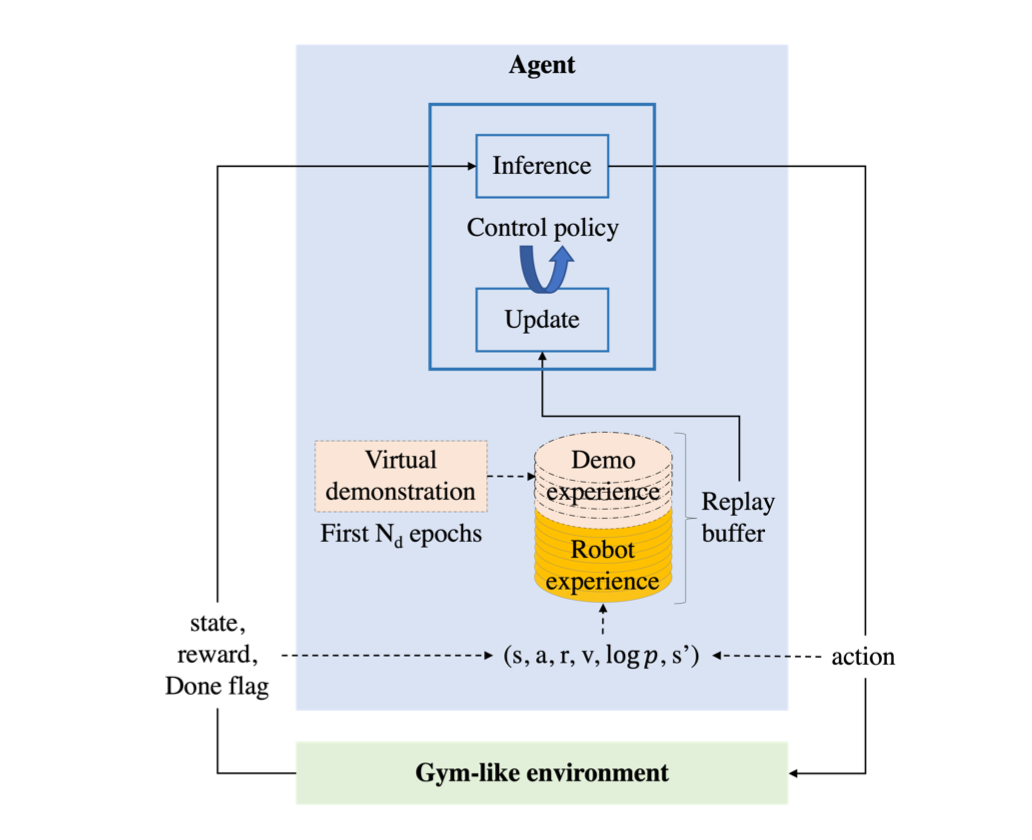 Agent
Inference
Control policy
Update
Virtual
demonstration
First N_d epochs
Demo
experience
Robot
experience
Replay
buffer
state,
reward,
Done flag
(s, a, r, v, log p, s’)
action
Gym-like environment